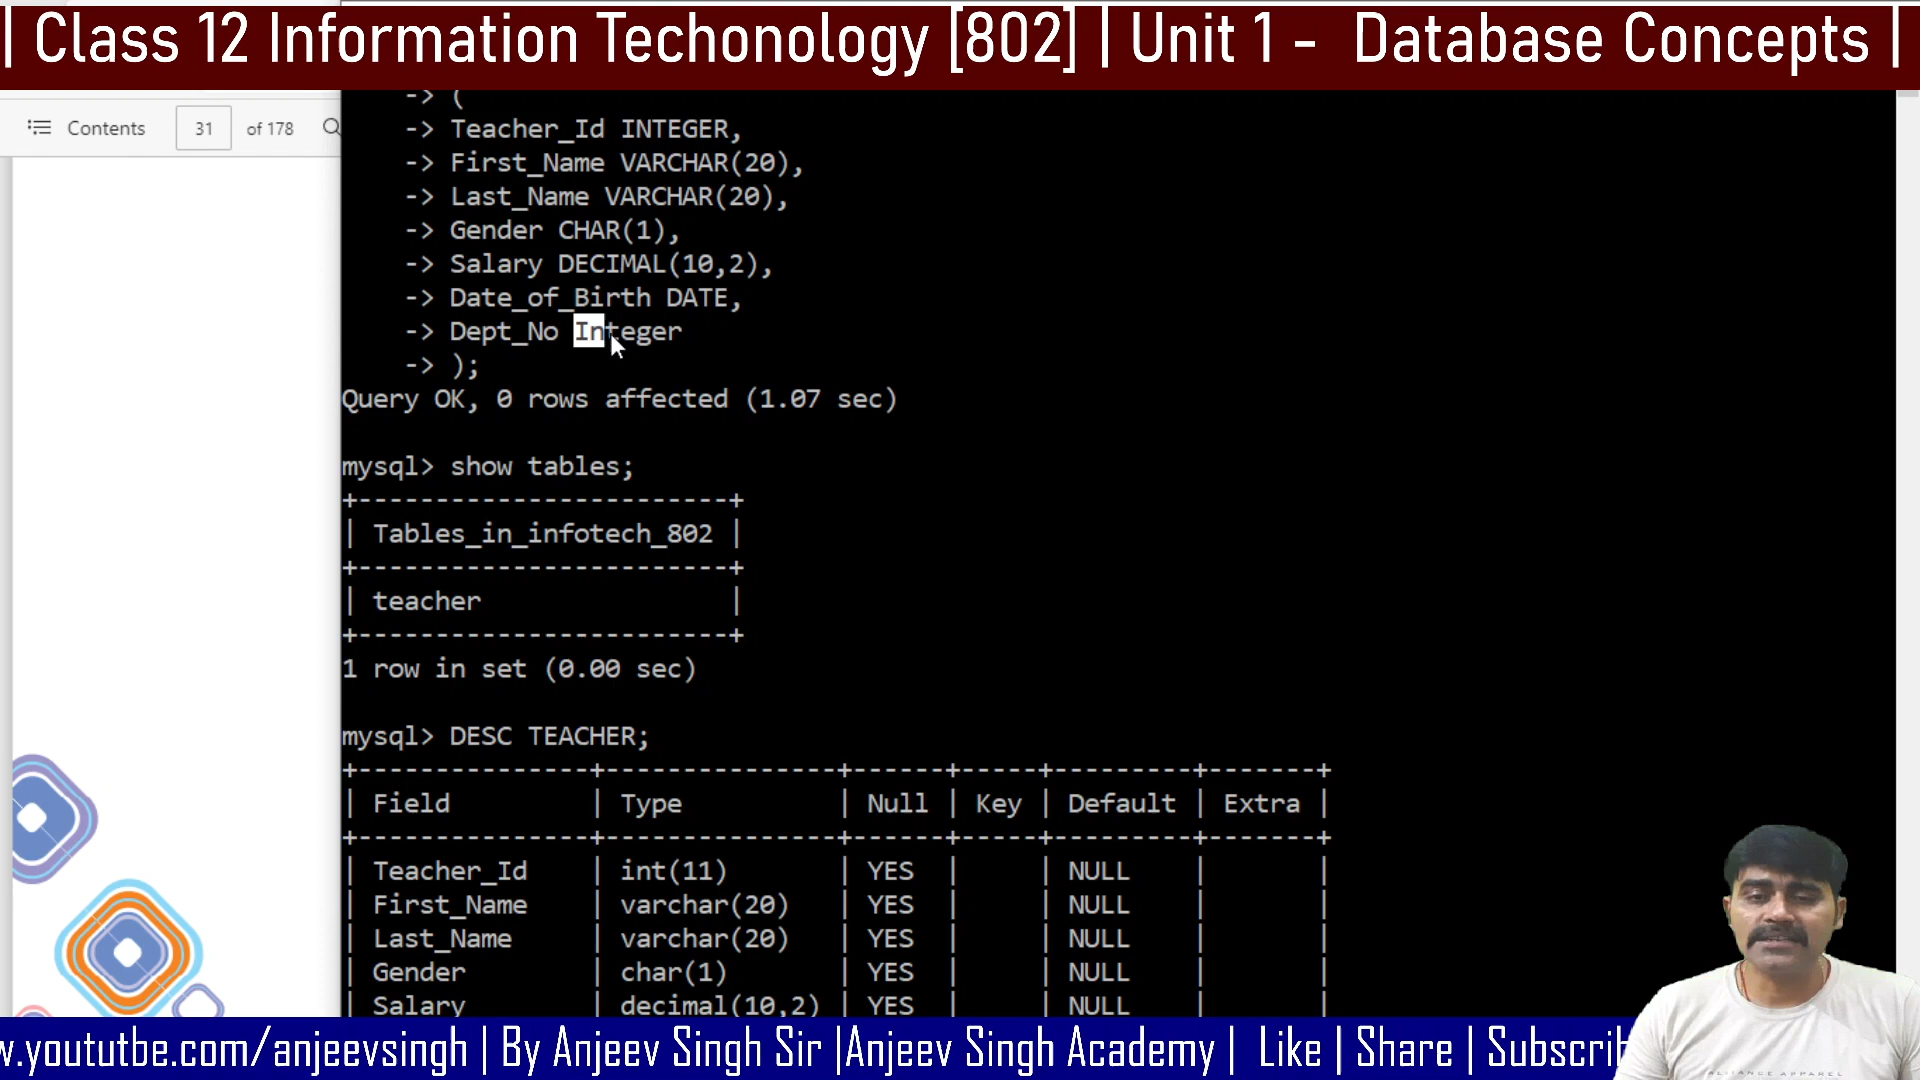 | Class 12 Information Techonology [802] | Unit 1 - Database Concepts |
Contents 31 of 178
-> (
-> Teacher_Id INTEGER,
-> First_Name VARCHAR(20),
-> Last_Name VARCHAR(20),
-> Gender CHAR(1),
-> Salary DECIMAL(10,2),
-> Date_of_Birth DATE,
-> Dept_No Integer
-> );
Query OK, 0 rows affected (1.07 sec)
mysql> show tables;
+------------------------+
| Tables_in_infotech_802 |
+------------------------+
| teacher |
+------------------------+
1 row in set (0.00 sec)
mysql> DESC TEACHER;
+---------------+---------------+------+-----+---------+-------+
| Field | Type | Null | Key | Default | Extra |
+---------------+---------------+------+-----+---------+-------+
| Teacher_Id | int(11) | YES | | NULL | |
| First_Name | varchar(20) | YES | | NULL | |
| Last_Name | varchar(20) | YES | | NULL | |
| Gender | char(1) | YES | | NULL | |
| Salary | decimal(10,2) | YES | | NULL | |
w.yoututbe.com/anjeevsingh | By Anjeev Singh Sir |Anjeev Singh Academy | Like | Share | Subscrib